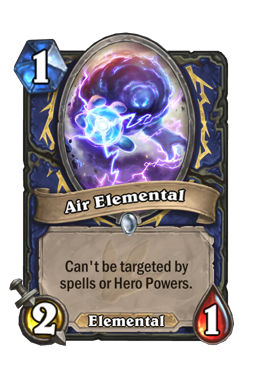 1
Air Elemental
Can't be targeted by
spells or Hero Powers.
2
Elemental
1